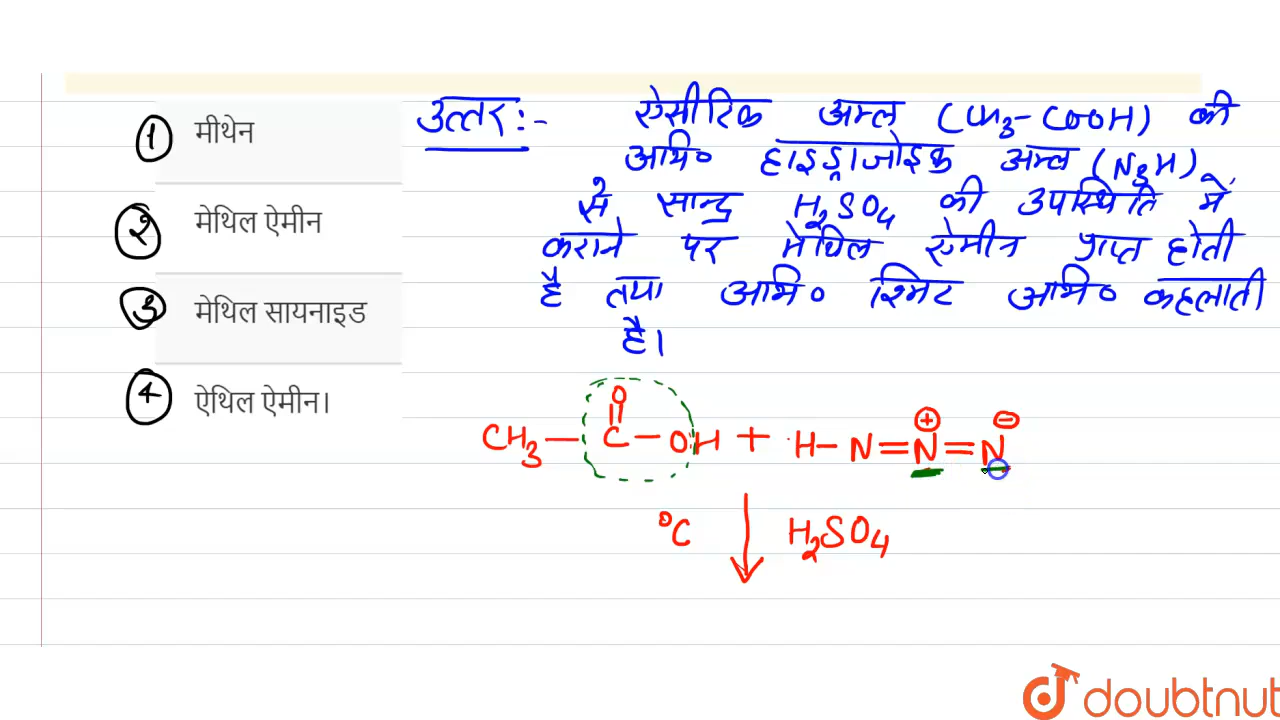 ① मीथेन
② मेथिल ऐमीन
③ मेथिल सायनाइड
④ ऐथिल ऐमीन।
उत्तर:- ऐसीटिक अम्ल (CH₃-COOH) की
अभि० हाइड्राजोइक अम्ल (N₃H)
से सान्द्र H₂SO₄ की उपस्थिति में
कराने पर मेथिल ऐमीन प्राप्त होती
है तथा अभि० श्मिट अभि० कहलाती
है।
O
CH₃ — C — OH + H — N = N = N
⊕ ⊖
°C H₂SO₄
doubtnut